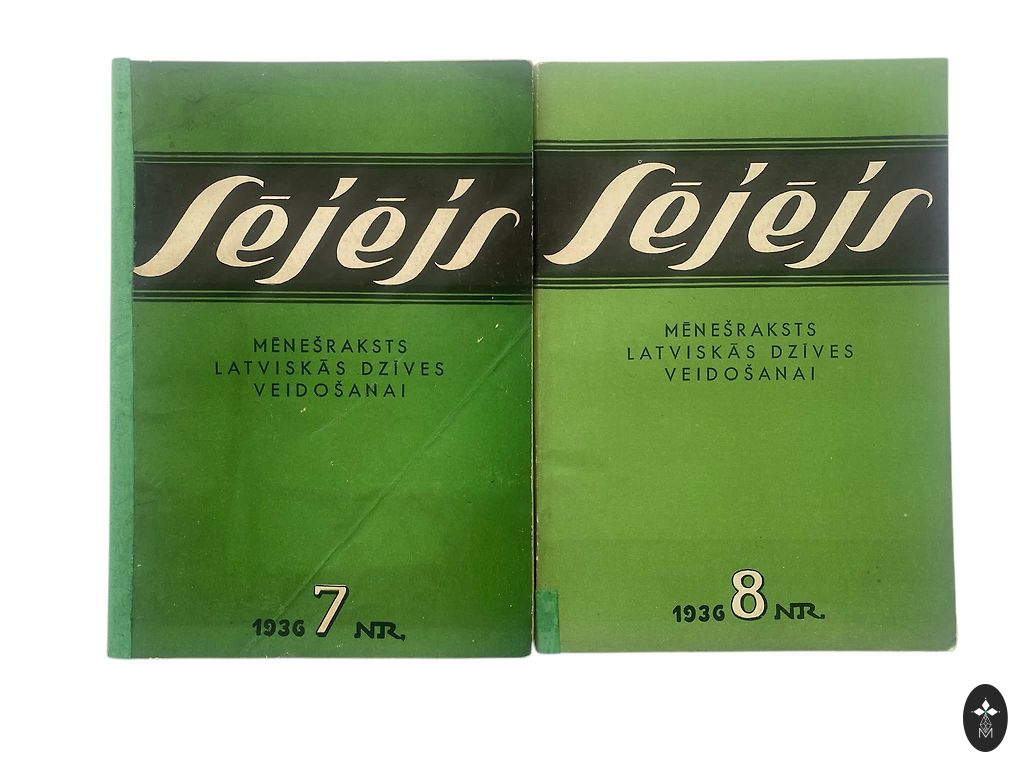 Sējējs
MĒNEŠRAKSTS
LATVISKĀS DZĪVES
VEIDOŠANAI
1936 7 NR.
Sējējs
MĒNEŠRAKSTS
LATVISKĀS DZĪVES
VEIDOŠANAI
1936 8 NR.
M